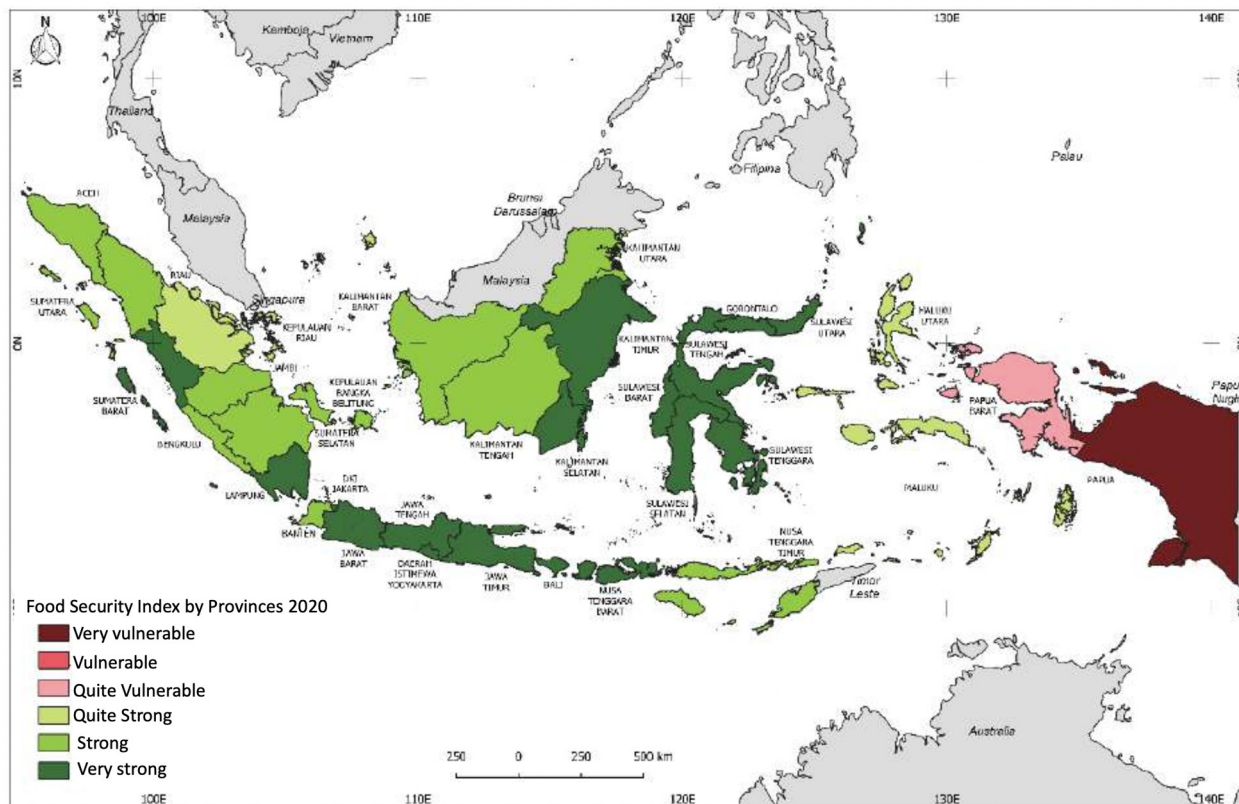 100E
110E
120E
130E
140E
N
10N
Kamboja
Vietnam
Thailand
Palau
Filipina
ACEH
Malaysia
Brunei
Darussalam
KALIMANTAN
UTARA
RIAU
Malaysia
SUMATERA
UTARA
Singapura
KALIMANTAN
BARAT
GORONTALO
MALUKU
UTARA
KEPULAUAN
RIAU
SULAWESI
UTARA
0N
KALIMANTAN
TIMUR
SULAWESI
TENGAH
JAMBI
KEPULAUAN
BANGKA
BELITUNG
SULAWESI
BARAT
SUMATERA
BARAT
PAPUA
BARAT
BENGKULU
SUMATERA
SELATAN
KALIMANTAN
TENGAH
KALIMANTAN
SELATAN
SULAWESI
TENGGARA
LAMPUNG
DKI
JAKARTA
MALUKU
PAPUA
JAWA
TENGAH
SULAWESI
SELATAN
BANTEN
NUSA
TENGGARA
TIMUR
JAWA
BARAT
DAERAH
ISTIMEWA
YOGYAKARTA
JAWA
TIMUR
BALI
NUSA
TENGGARA
BARAT
Timor
Leste
Food Security Index by Provinces 2020
Very vulnerable
Vulnerable
Quite Vulnerable
Quite Strong
Strong
Very strong
250 0 250 500 km
Australia
100E
110E
120E
130E
140E